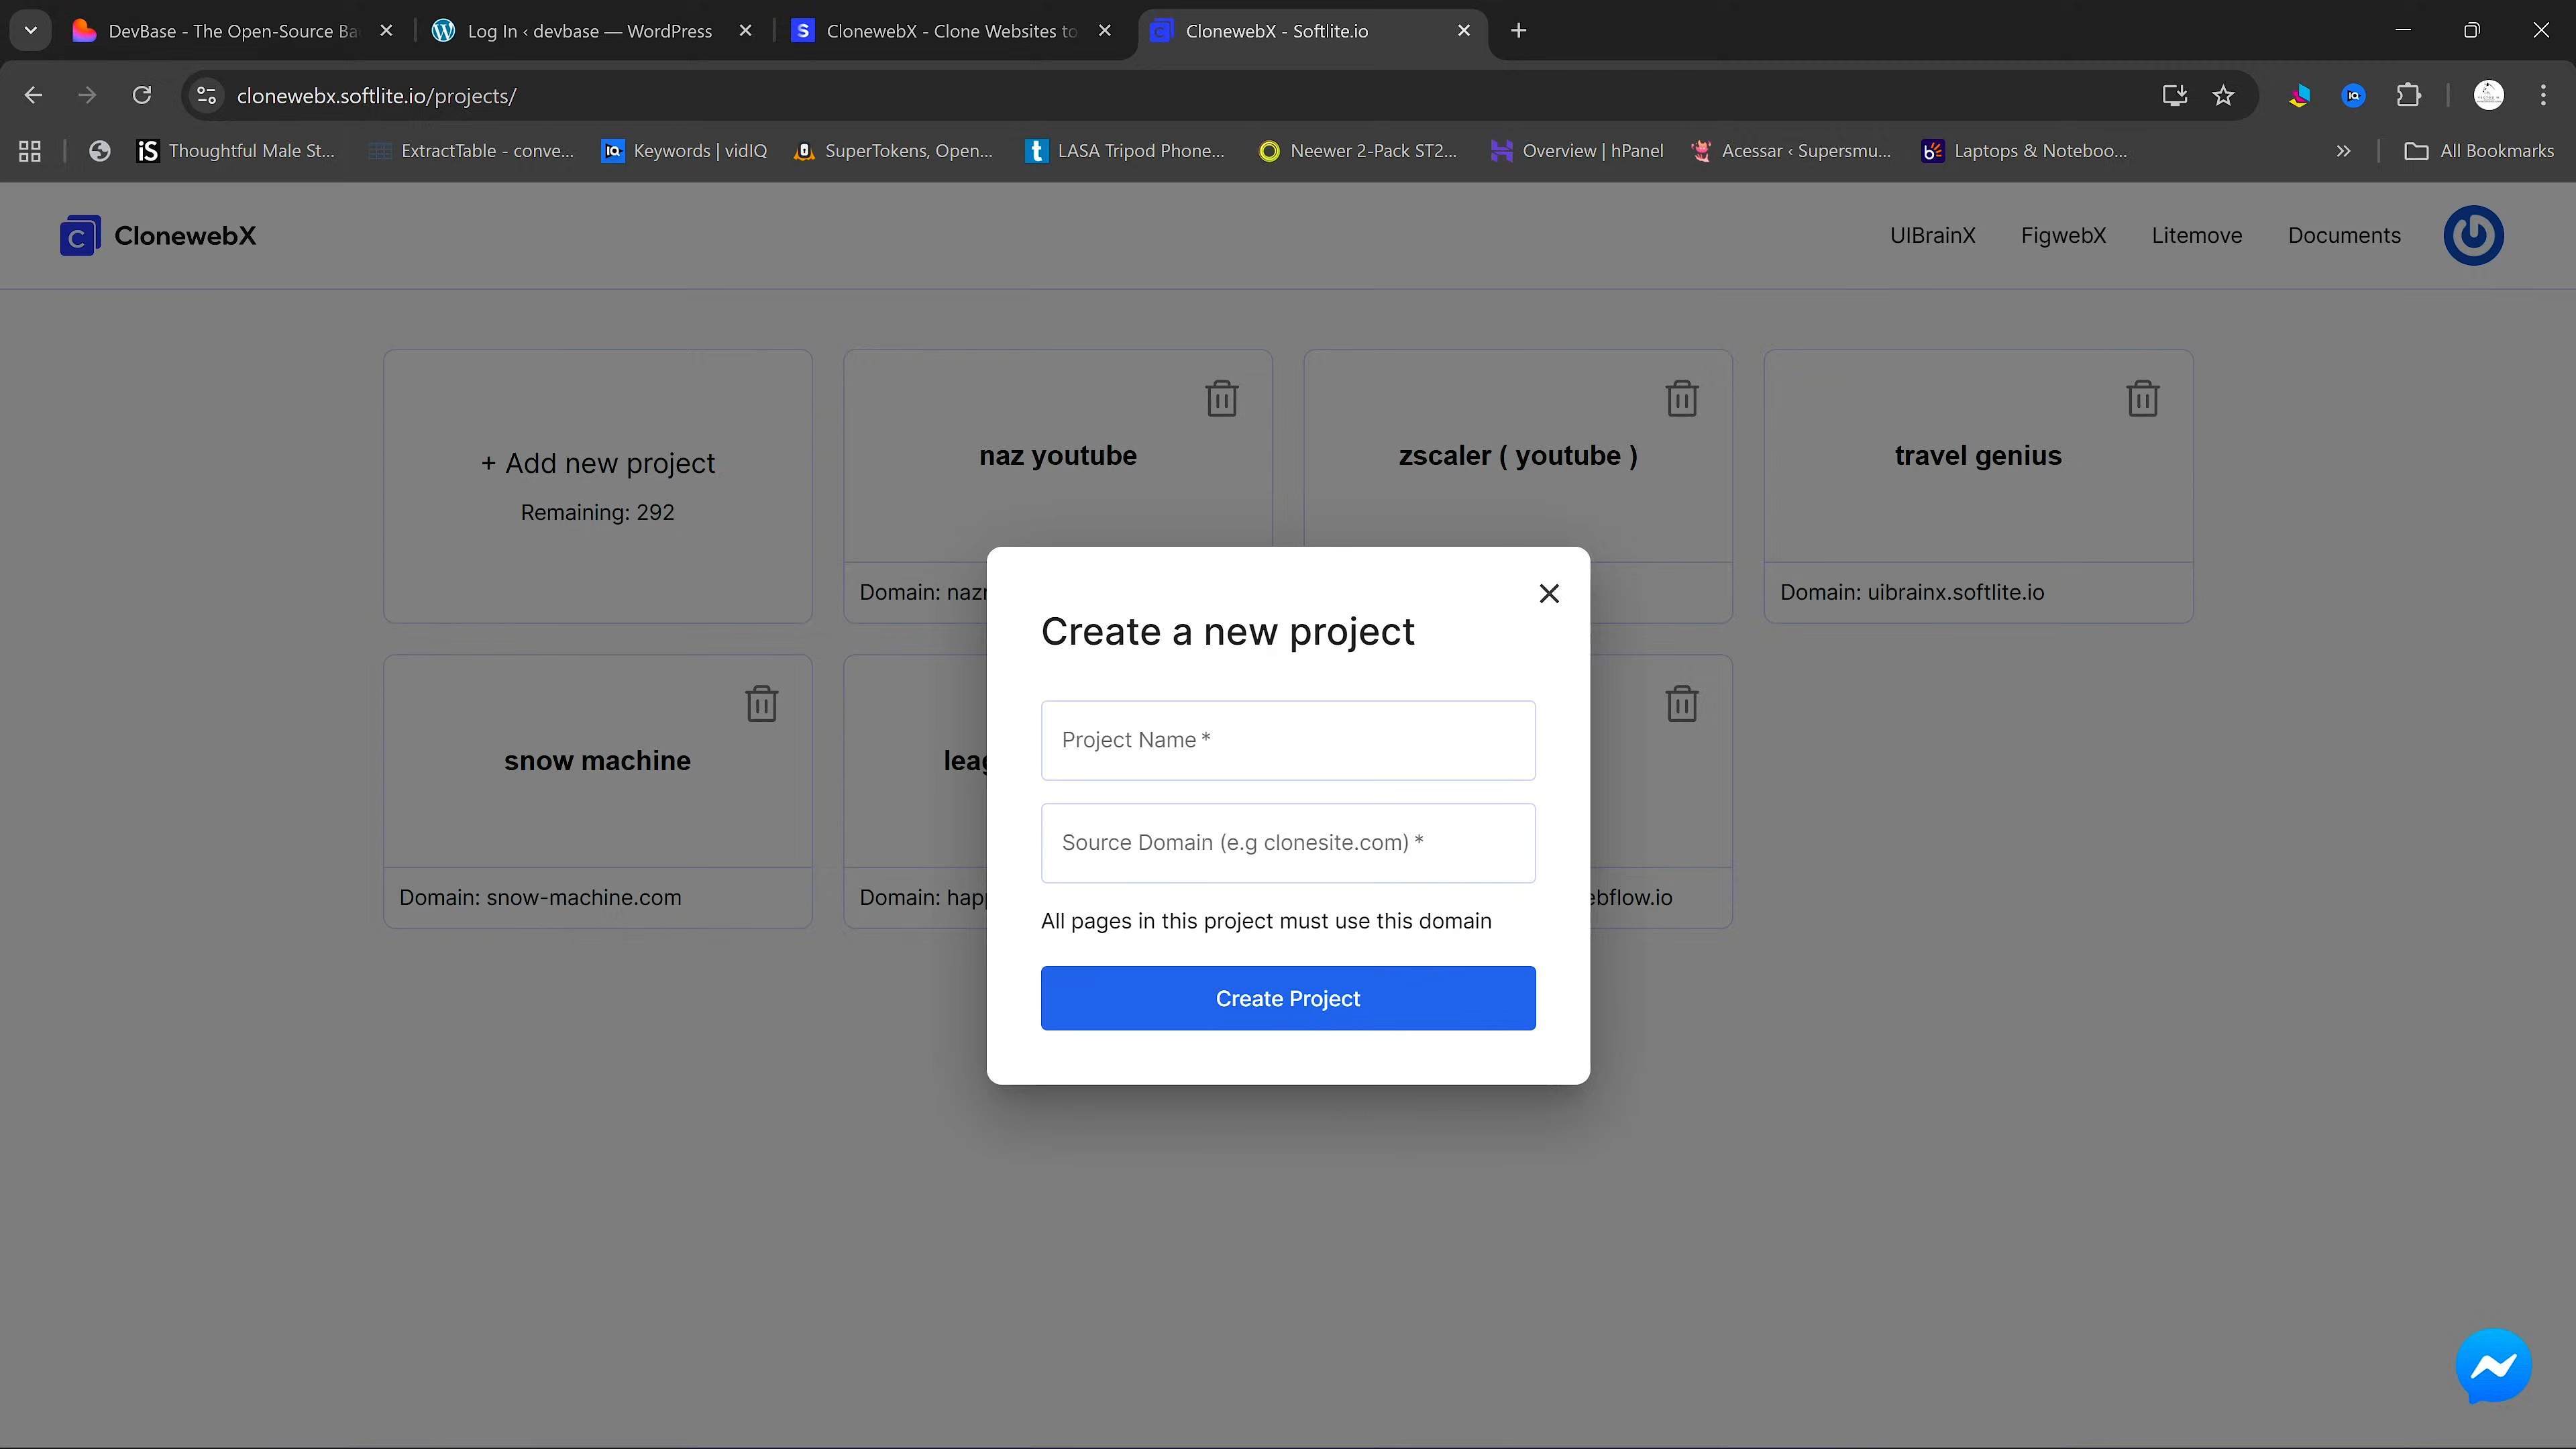 DevBase - The Open-Source Ba
Log In ‹ devbase — WordPress
ClonewebX - Clone Websites to
ClonewebX - Softlite.io
clonewebx.softlite.io/projects/
Thoughtful Male St...
ExtractTable - conve...
Keywords | vidIQ
SuperTokens, Open...
LASA Tripod Phone...
Neewer 2-Pack ST2...
Overview | hPanel
Acessar ‹ Supersmu...
Laptops & Noteboo...
All Bookmarks
ClonewebX
UIBrainX
FigwebX
Litemove
Documents
+ Add new project
Remaining: 292
naz youtube
zscaler ( youtube )
travel genius
Domain: naz
Domain: uibrainx.softlite.io
Create a new project
Project Name *
Source Domain (e.g clonesite.com) *
All pages in this project must use this domain
Create Project
snow machine
leag
Domain: snow-machine.com
Domain: hap
ebflow.io